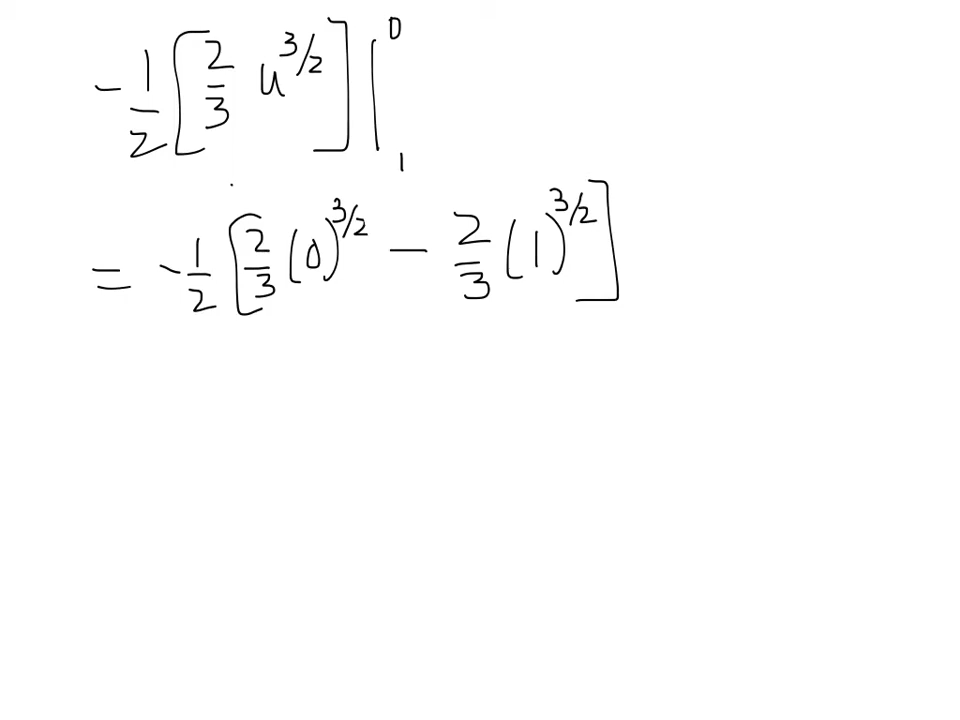 -1/2 [2/3 u^3/2] |_1^0
= -1/2 [2/3 (0)^3/2 - 2/3 (1)^3/2]